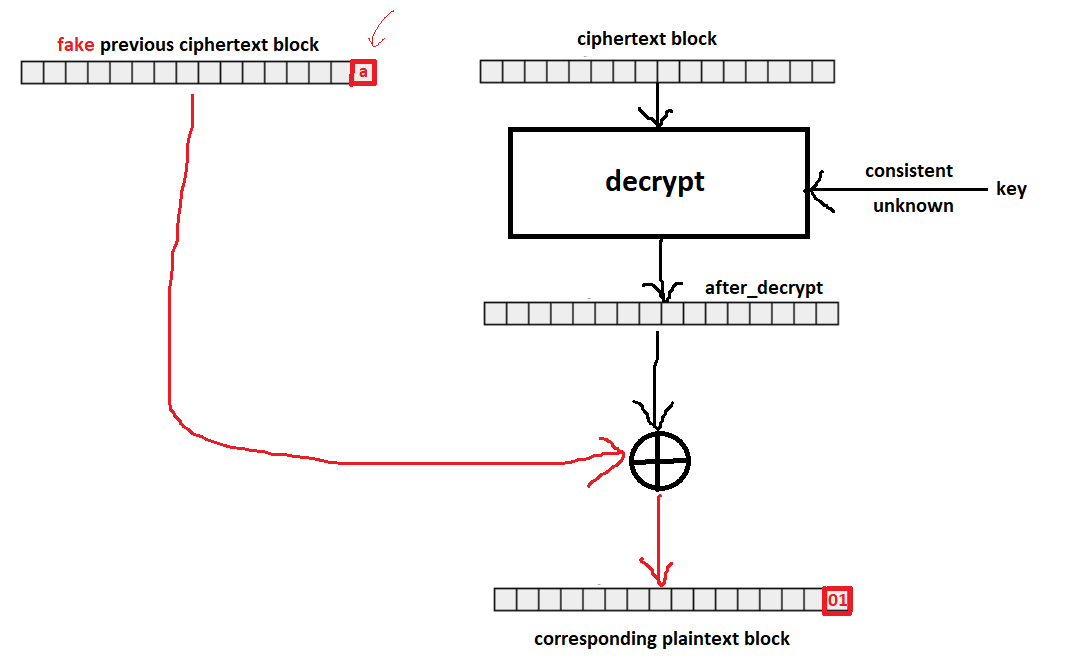 fake previous ciphertext block
a
ciphertext block
decrypt
consistent
unknown
key
after_decrypt
01
corresponding plaintext block